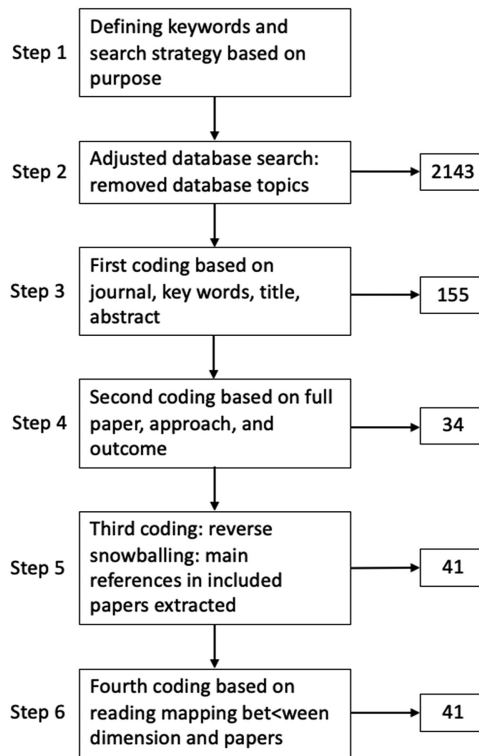 Step 1
Defining keywords and
search strategy based on
purpose
Step 2
Adjusted database search:
removed database topics
2143
Step 3
First coding based on
journal, key words, title,
abstract
155
Step 4
Second coding based on full
paper, approach, and
outcome
34
Step 5
Third coding: reverse
snowballing: main
references in included
papers extracted
41
Step 6
Fourth coding based on
reading mapping bet<ween
dimension and papers
41